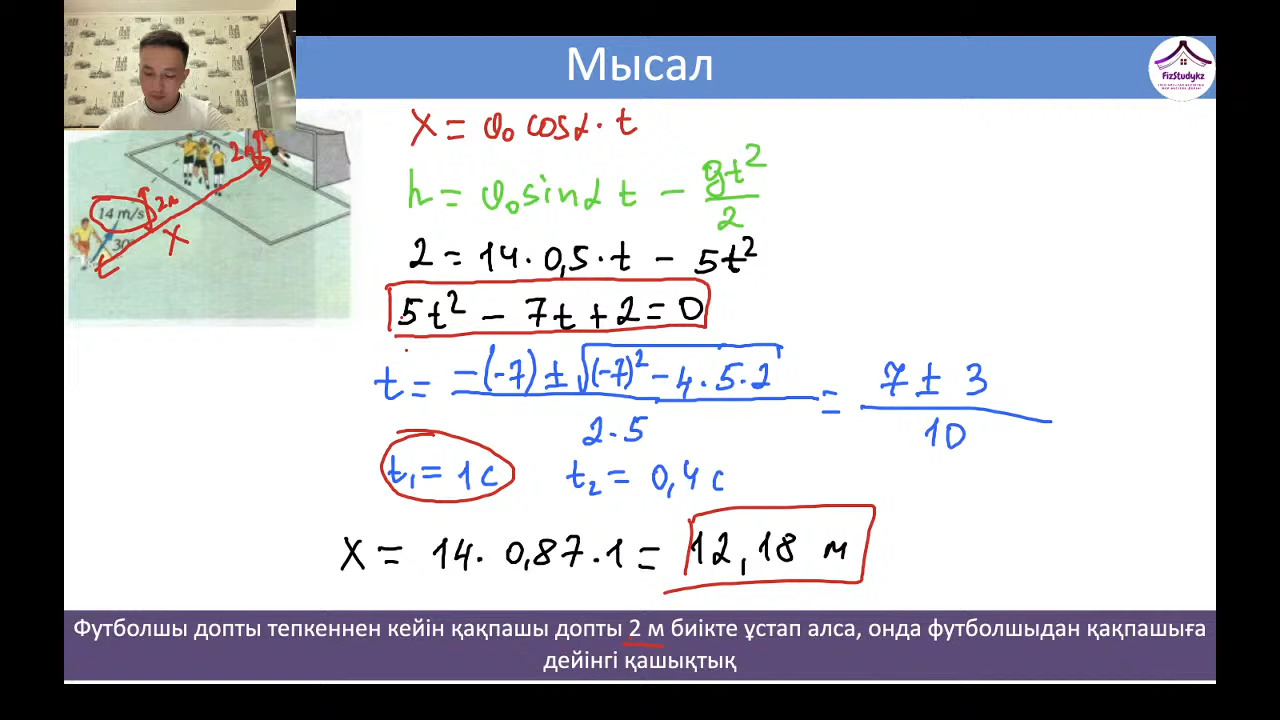 Мысал
FizStudykz
x = υ₀ cosα · t
h = υ₀ sinα t − gt²/2
2 = 14 · 0,5 · t − 5t²
5t² − 7t + 2 = 0
t = −(−7) ± √((−7)² − 4 · 5 · 2) / 2 · 5 = 7 ± 3 / 10
t₁ = 1 c t₂ = 0,4 c
x = 14 · 0,87 · 1 = 12,18 м
2м
14 m/s 2м
30° x
t
Футболшы допты тепкеннен кейін қақпашы допты 2 м биікте ұстап алса, онда футболшыдан қақпашыға
дейінгі қашықтық